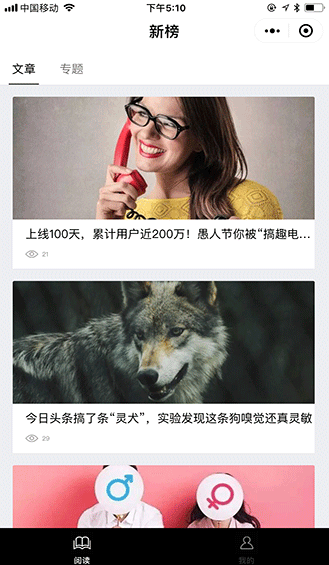 中国移动
下午5:10
新榜
文章
专题
上线100天，累计用户近200万！愚人节你被“搞趣电...
21
今日头条搞了条“灵犬”，实验发现这条狗嗅觉还真灵敏
29
阅读
我的